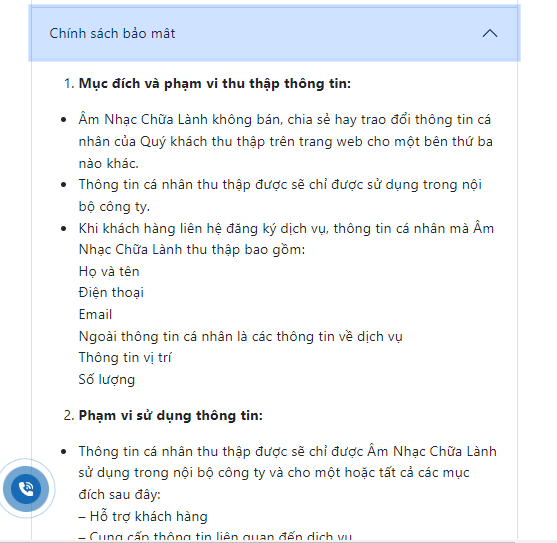 Chính sách bảo mật
1. Mục đích và phạm vi thu thập thông tin:
Âm Nhạc Chữa Lành không bán, chia sẻ hay trao đổi thông tin cá
nhân của Quý khách thu thập trên trang web cho một bên thứ ba
nào khác.
Thông tin cá nhân thu thập được sẽ chỉ được sử dụng trong nội
bộ công ty.
Khi khách hàng liên hệ đăng ký dịch vụ, thông tin cá nhân mà Âm
Nhạc Chữa Lành thu thập bao gồm:
Họ và tên
Điện thoại
Email
Ngoài thông tin cá nhân là các thông tin về dịch vụ
Thông tin vị trí
Số lượng
2. Phạm vi sử dụng thông tin:
Thông tin cá nhân thu thập được sẽ chỉ được Âm Nhạc Chữa Lành
sử dụng trong nội bộ công ty và cho một hoặc tất cả các mục
đích sau đây:
– Hỗ trợ khách hàng
– Cung cấp thông tin liên quan đến dịch vụ